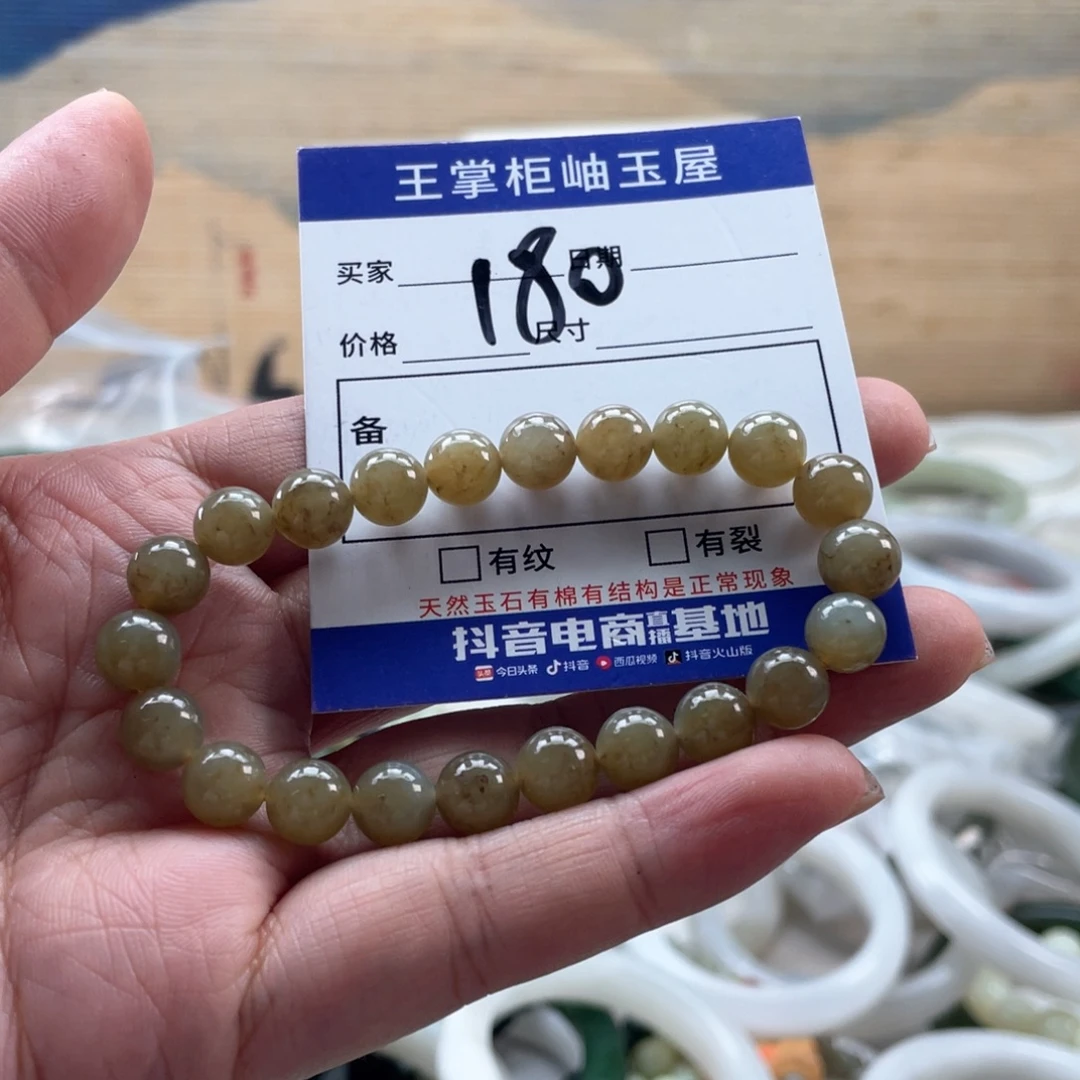 王掌柜岫玉屋
买家 180 日期
价格 尺寸
备
有纹 有裂
天然玉石有棉有结构是正常现象
抖音电商直播基地
头条 今日头条 抖音 西瓜视频 抖音火山版